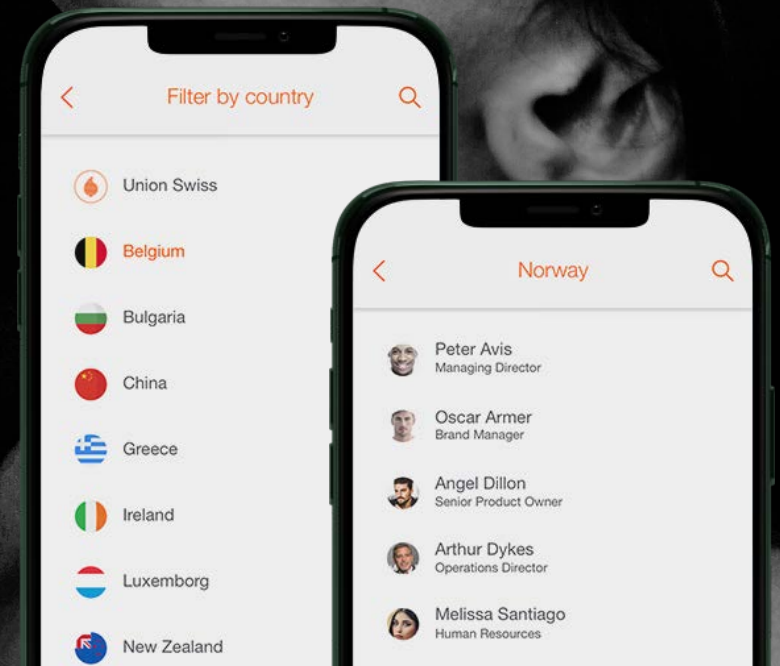 Filter by country
Union Swiss
Belgium
Bulgaria
China
Greece
Ireland
Luxemborg
New Zealand
Norway
Peter Avis
Managing Director
Oscar Armer
Brand Manager
Angel Dillon
Senior Product Owner
Arthur Dykes
Operations Director
Melissa Santiago
Human Resources